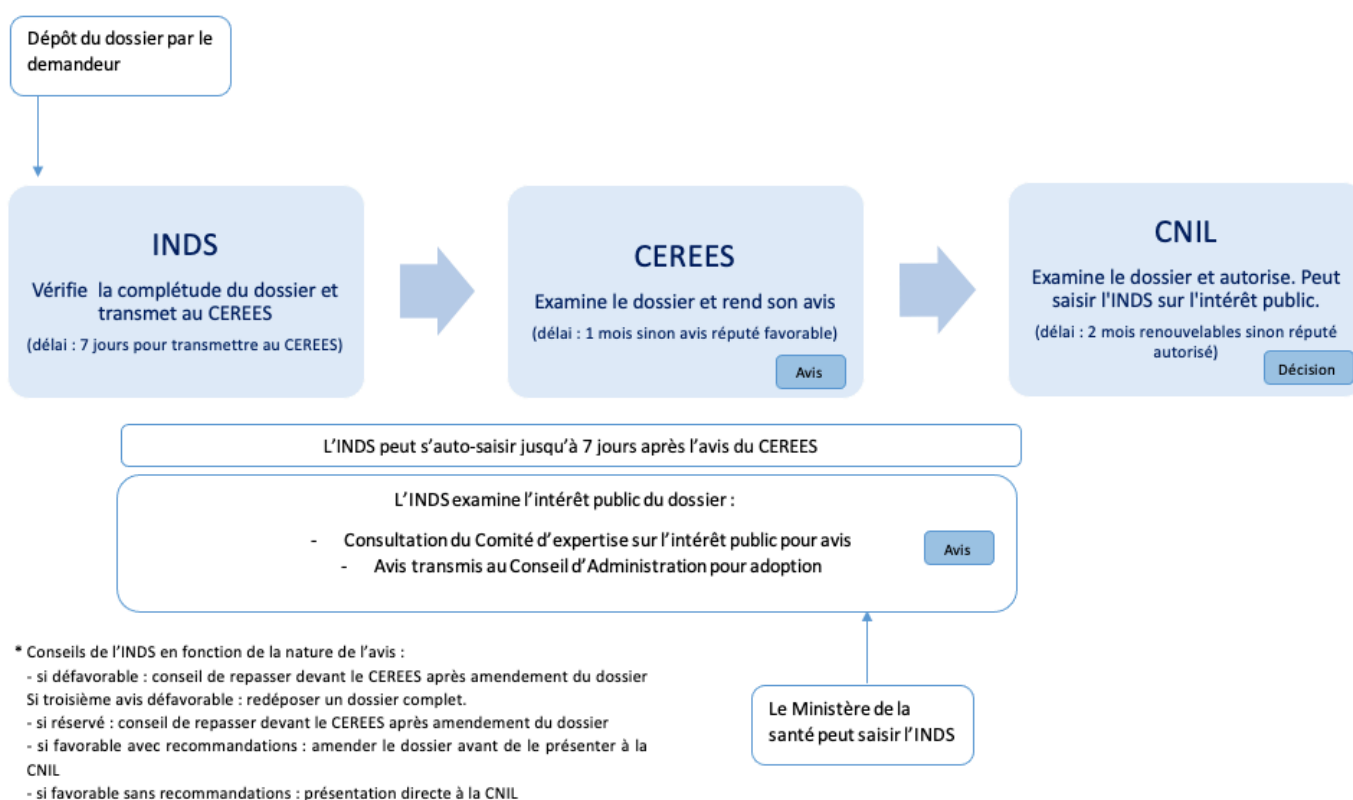 Dépôt du dossier par le
demandeur
INDS
Vérifie la complétude du dossier et
transmet au CEREES
(délai : 7 jours pour transmettre au CEREES)
CEREES
Examine le dossier et rend son avis
(délai : 1 mois sinon avis réputé favorable)
Avis
CNIL
Examine le dossier et autorise. Peut
saisir l'INDS sur l'intérêt public.
(délai : 2 mois renouvelables sinon réputé
autorisé)
Décision
L'INDS peut s'auto-saisir jusqu'à 7 jours après l'avis du CEREES
L'INDS examine l'intérêt public du dossier :
- Consultation du Comité d'expertise sur l'intérêt public pour avis
- Avis transmis au Conseil d'Administration pour adoption
Avis
* Conseils de l'INDS en fonction de la nature de l'avis :
- si défavorable : conseil de repasser devant le CEREES après amendement du dossier
Si troisième avis défavorable : redéposer un dossier complet.
- si réservé : conseil de repasser devant le CEREES après amendement du dossier
- si favorable avec recommandations : amender le dossier avant de le présenter à la
CNIL
- si favorable sans recommandations : présentation directe à la CNIL
Le Ministère de la
santé peut saisir l'INDS